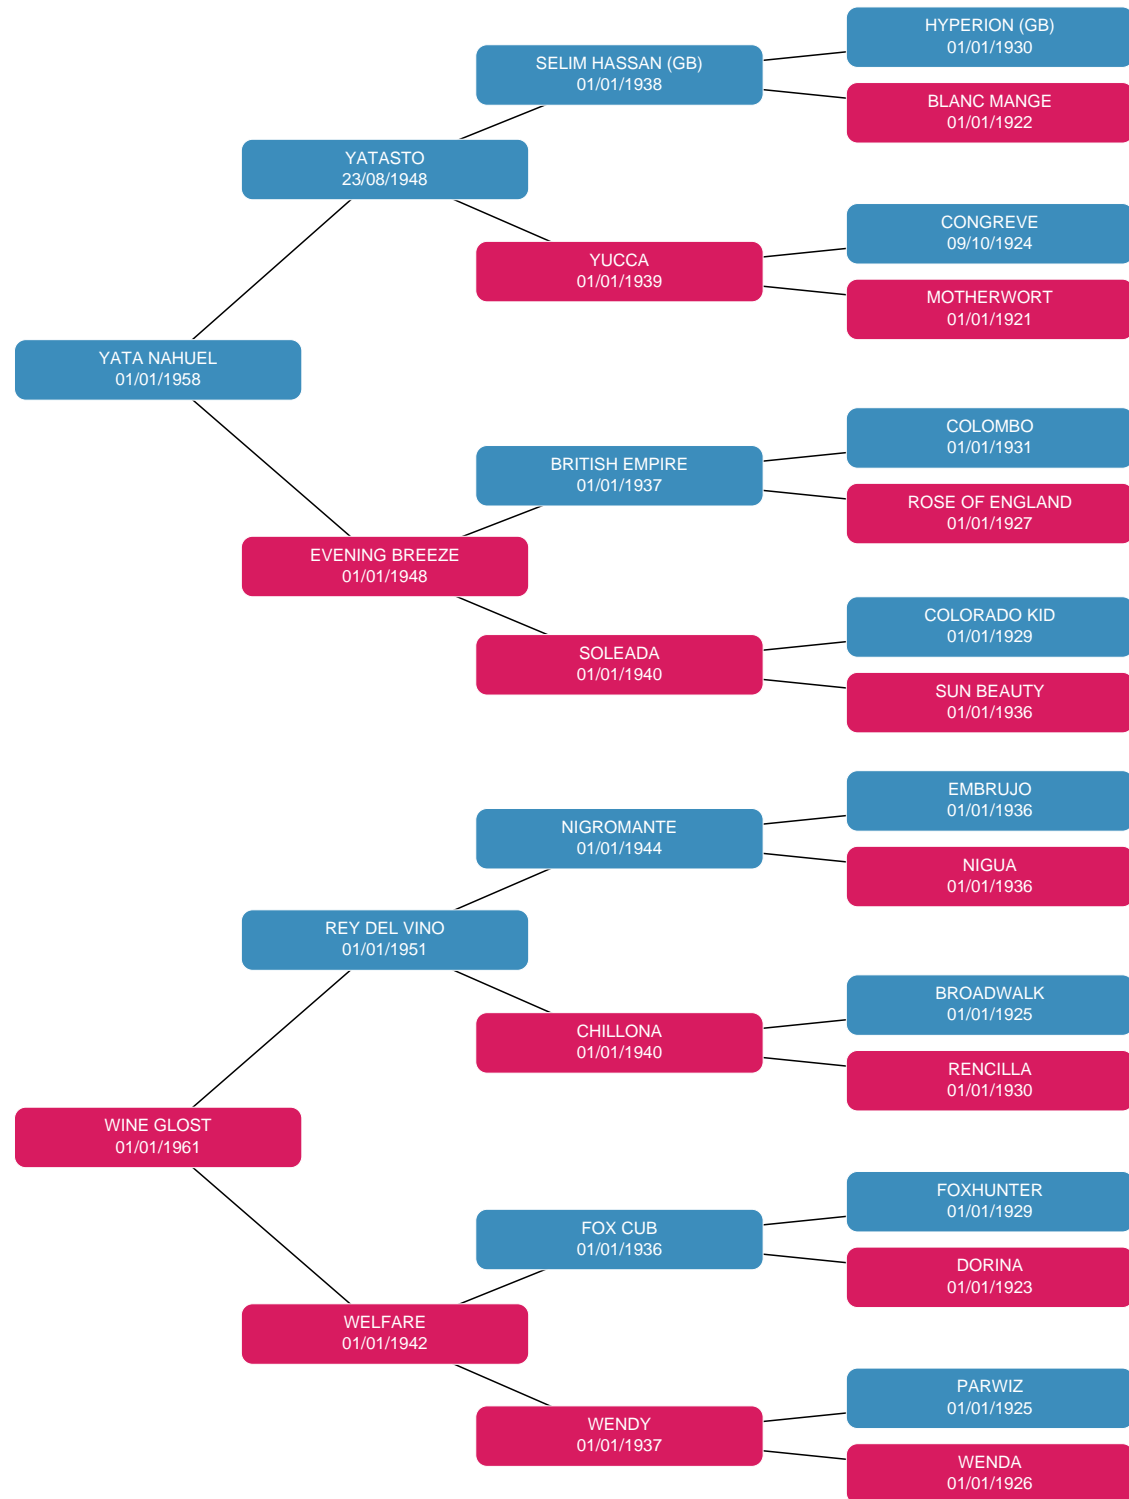 HYPERION (GB)
01/01/1930
SELIM HASSAN (GB)
01/01/1938
BLANC MANGE
01/01/1922
YATASTO
23/08/1948
CONGREVE
09/10/1924
YUCCA
01/01/1939
MOTHERWORT
01/01/1921
YATA NAHUEL
01/01/1958
COLOMBO
01/01/1931
BRITISH EMPIRE
01/01/1937
ROSE OF ENGLAND
01/01/1927
EVENING BREEZE
01/01/1948
COLORADO KID
01/01/1929
SOLEADA
01/01/1940
SUN BEAUTY
01/01/1936
EMBRUJO
01/01/1936
NIGROMANTE
01/01/1944
NIGUA
01/01/1936
REY DEL VINO
01/01/1951
BROADWALK
01/01/1925
CHILLONA
01/01/1940
RENCILLA
01/01/1930
WINE GLOST
01/01/1961
FOXHUNTER
01/01/1929
FOX CUB
01/01/1936
DORINA
01/01/1923
WELFARE
01/01/1942
PARWIZ
01/01/1925
WENDY
01/01/1937
WENDA
01/01/1926